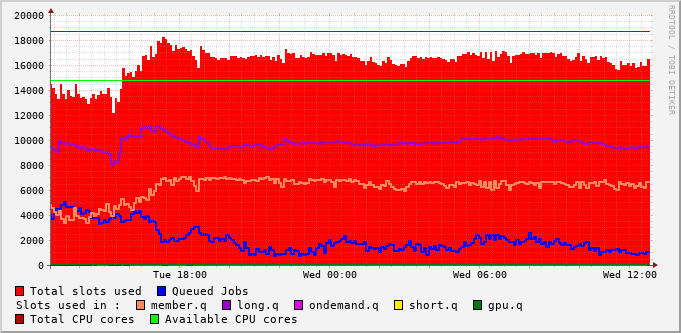 20000
18000
16000
14000
12000
10000
8000
6000
4000
2000
0
Tue 18:00 Wed 00:00 Wed 06:00 Wed 12:00
RRDTOOL / TOBI OETIKER
Total slots used Queued Jobs
Slots used in : member.q long.q ondemand.q short.q gpu.q
Total CPU cores Available CPU cores